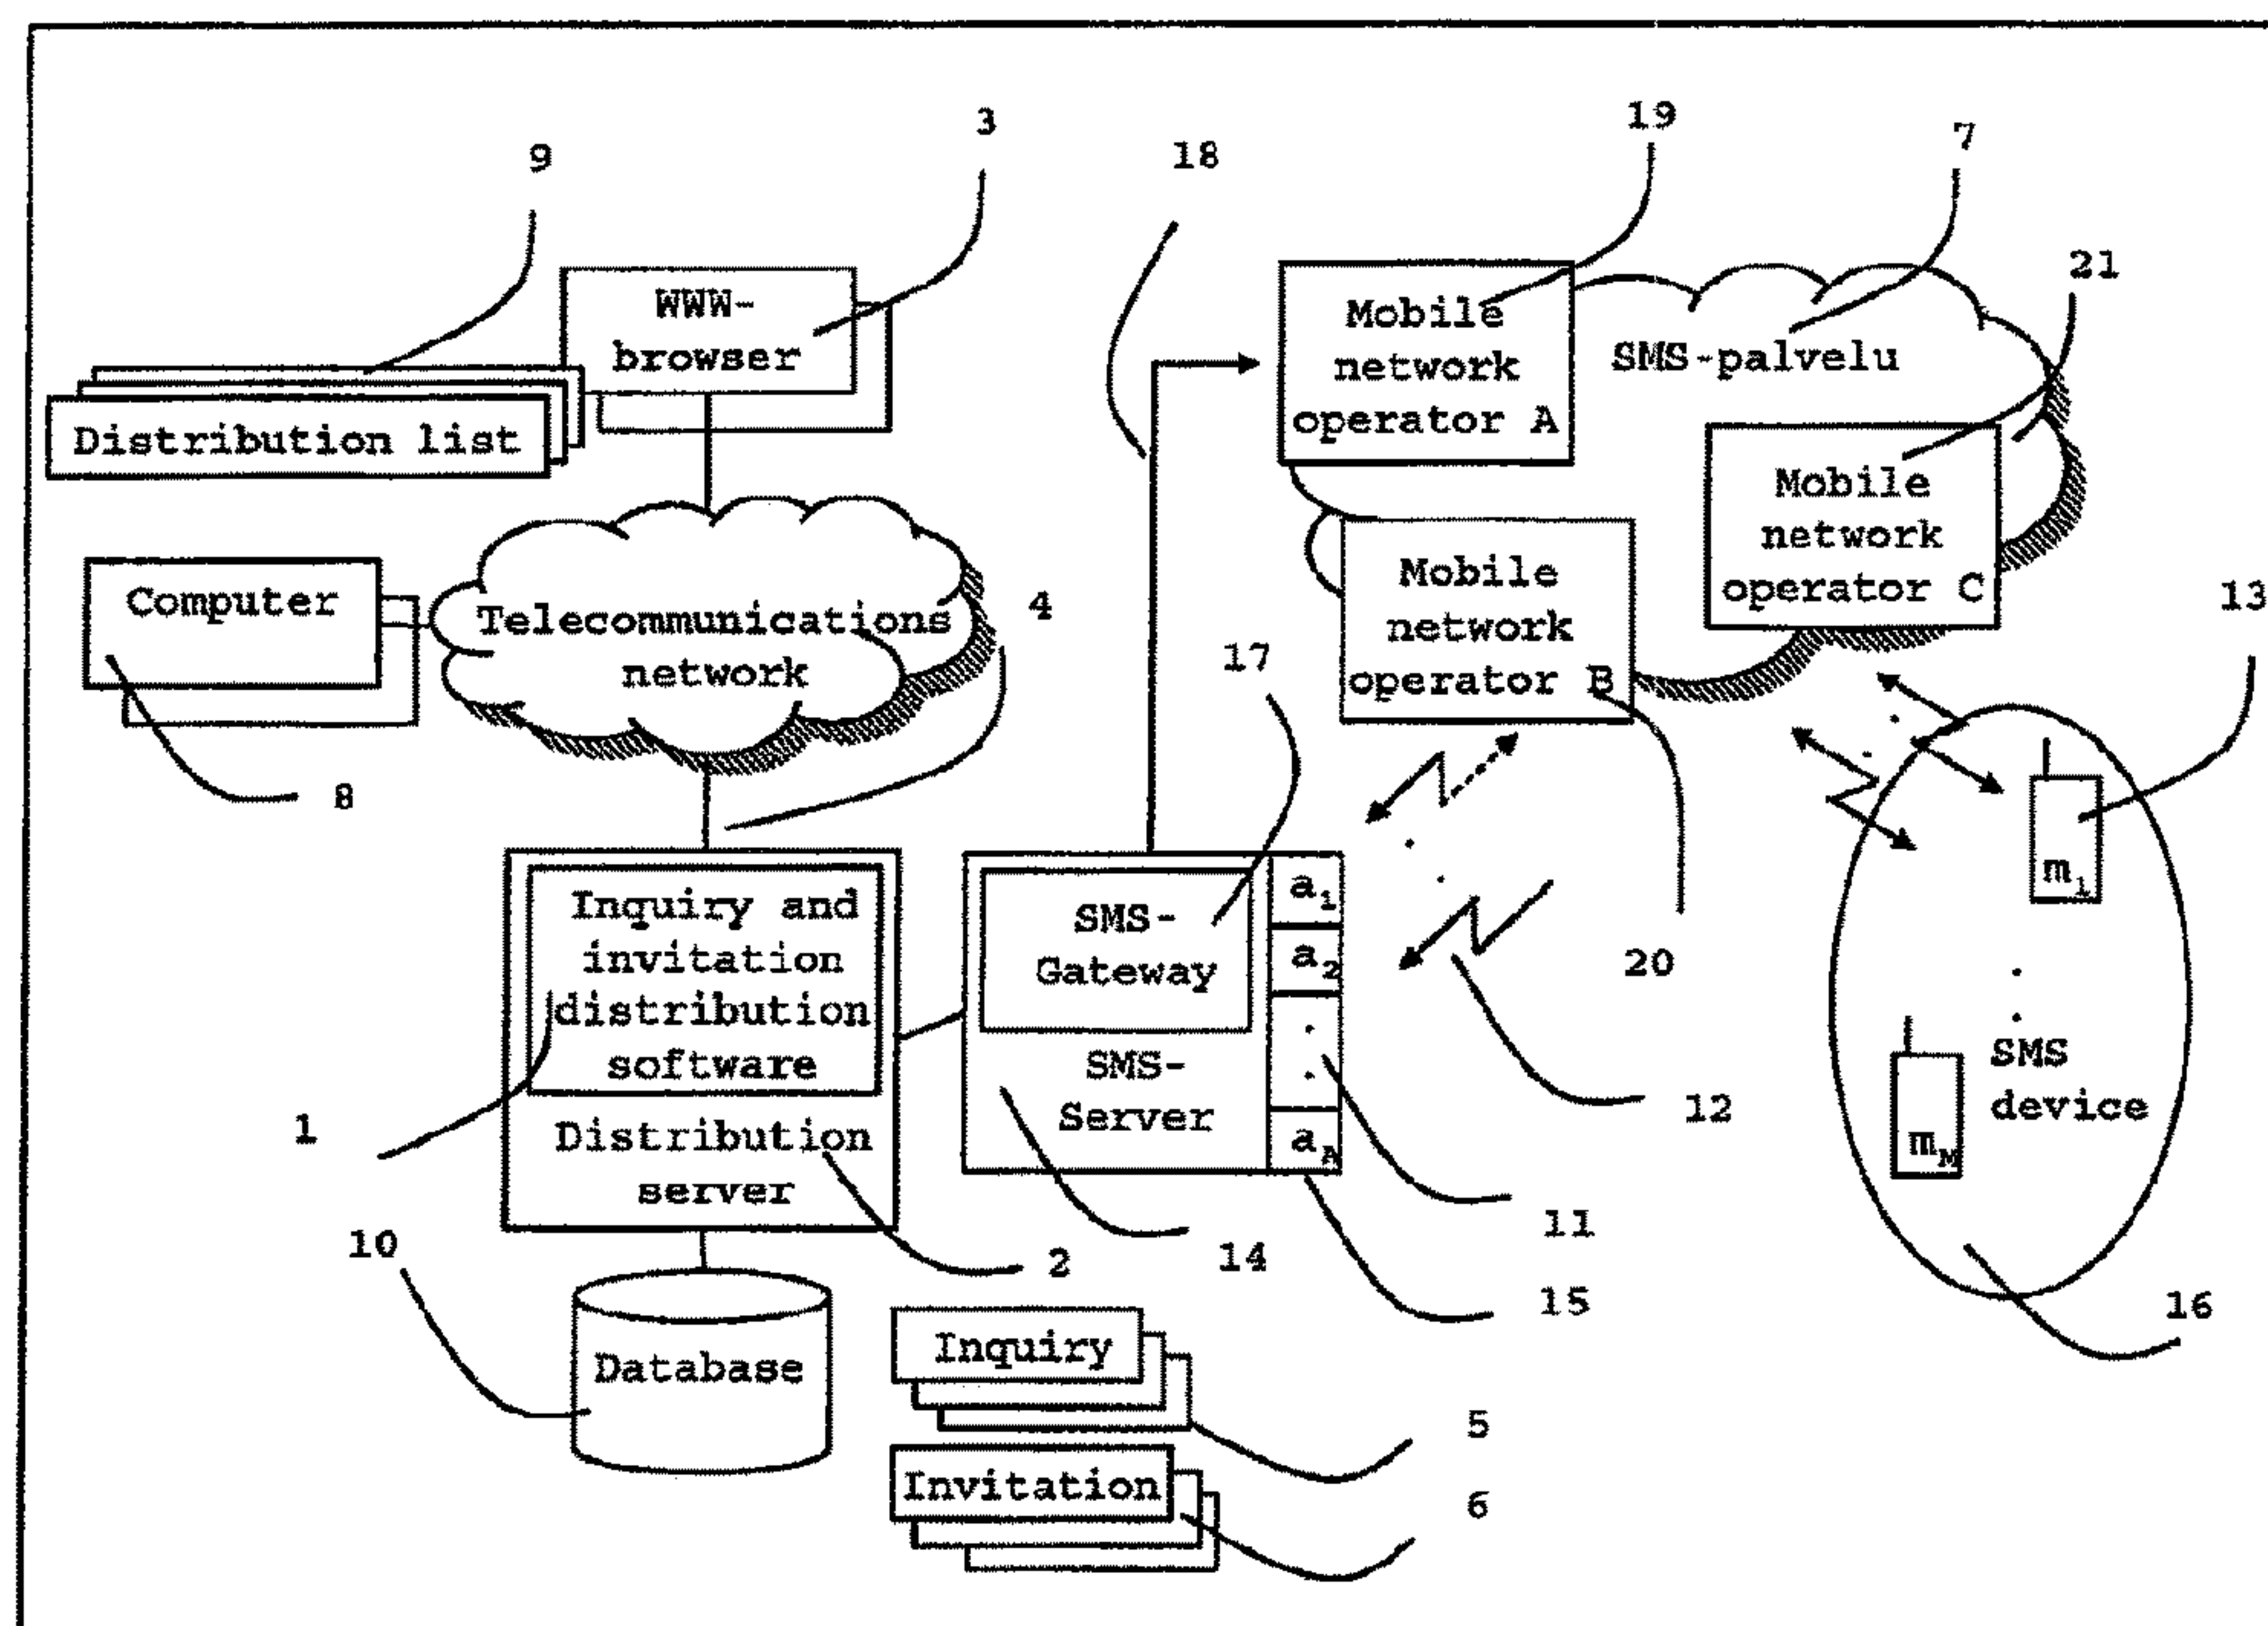 3
19
7
9
18
21
WWW-
browser
Mobile
network
operator A
SMS-palvelu
Distribution list
Mobile
network
operator C
Computer
Telecommunications
network
4
Mobile
network
operator B
13
17
8
Inquiry and
invitation
distribution
software
SMS-
Gateway
a1
a2
.
.
aN
m1
20
SMS-
Server
SMS
device
mM
12
1
Distribution
server
11
10
2
14
15
16
Database
Inquiry
5
Invitation
6